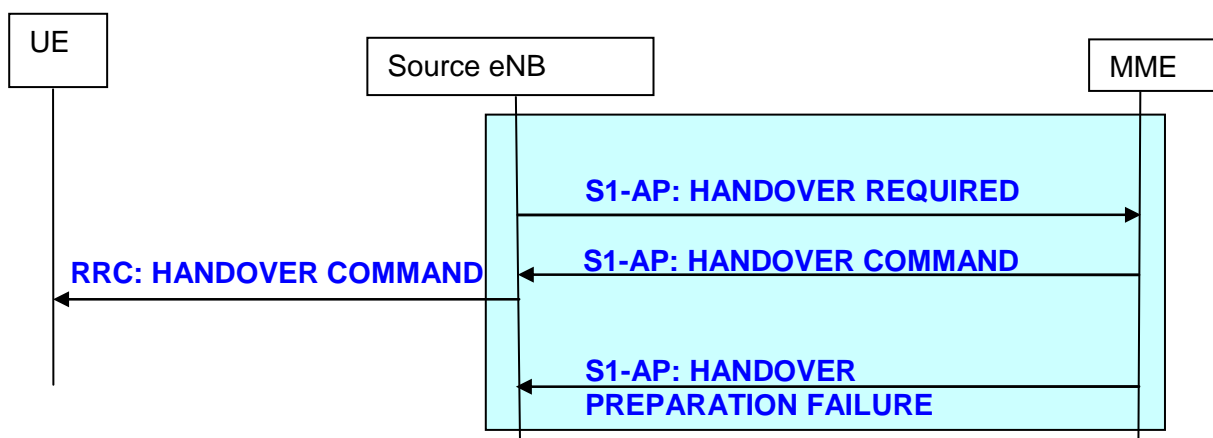 UE
Source eNB
MME
S1-AP: HANDOVER REQUIRED
S1-AP: HANDOVER COMMAND
RRC: HANDOVER COMMAND
S1-AP: HANDOVER
PREPARATION FAILURE